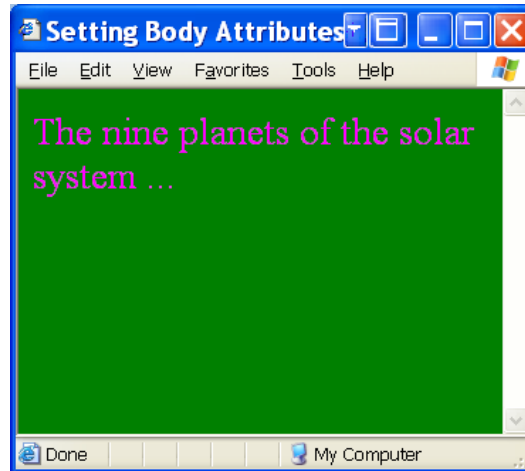 Setting Body Attributes
File Edit View Favorites Tools Help
The nine planets of the solar
system ...
Done My Computer